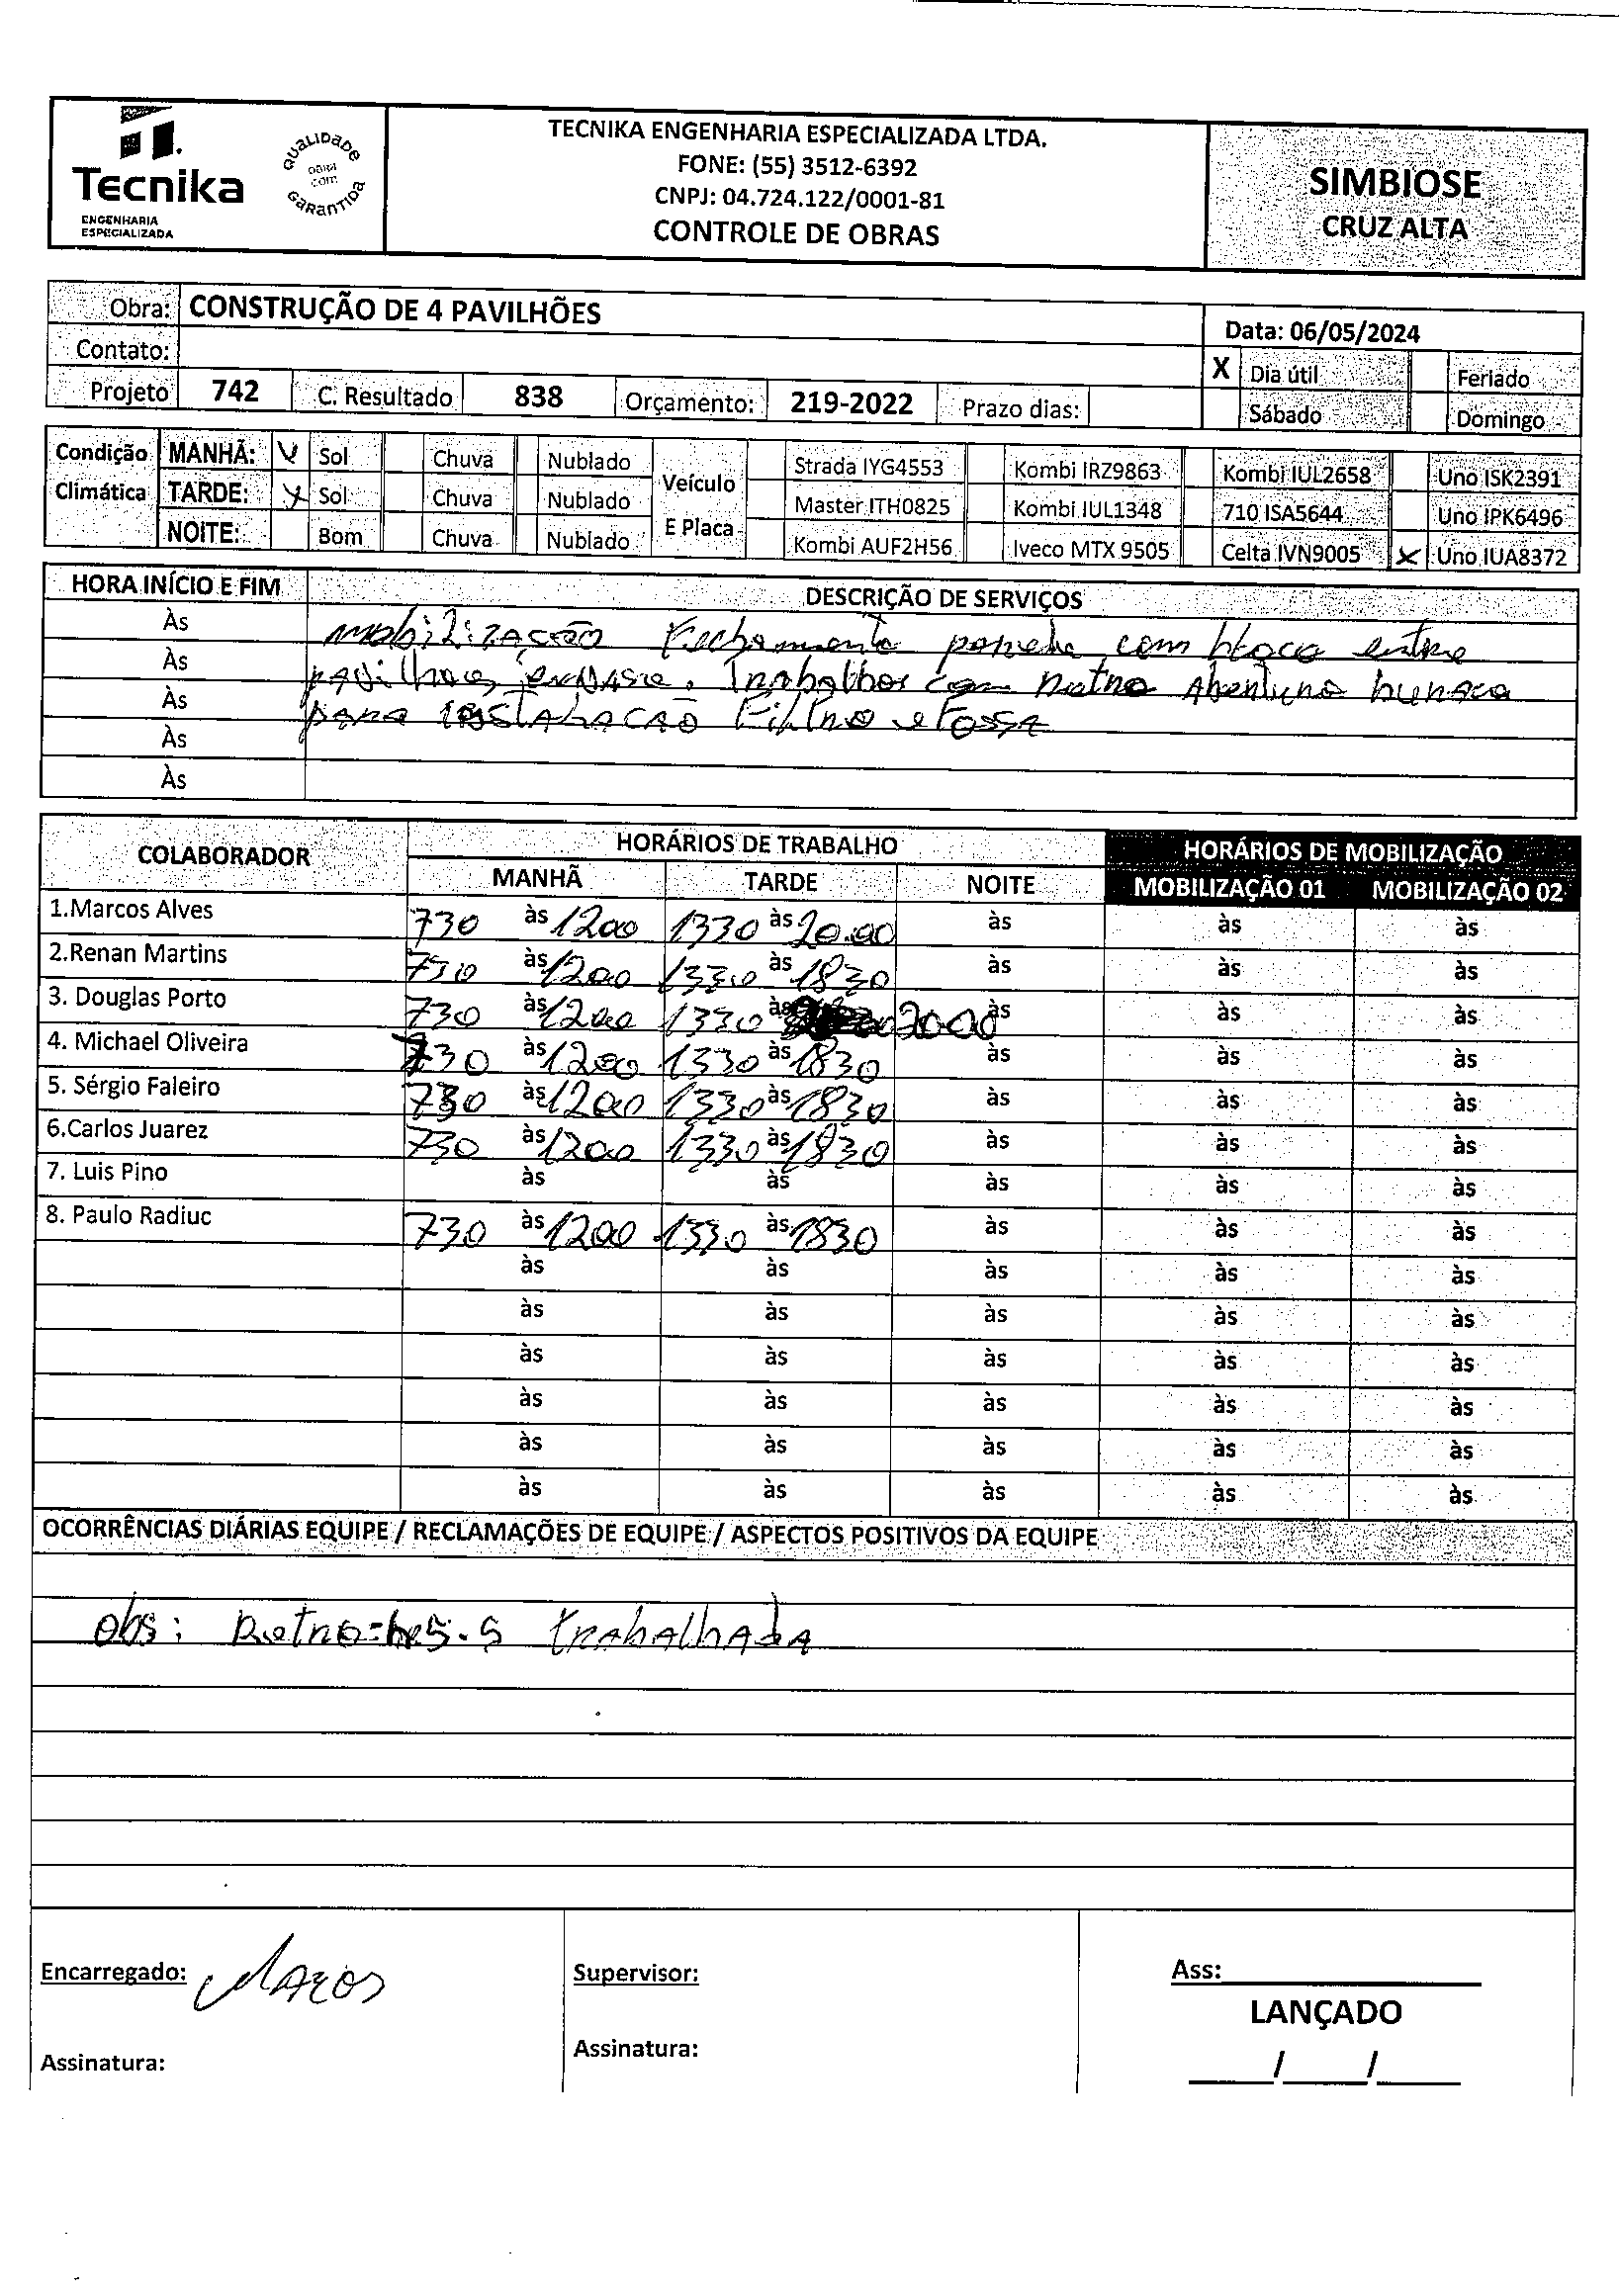 Tecnika
ENGENHARIA
ESPECIALIZADA
QUALIDADE
obra
com
GARANTIDA
TECNIKA ENGENHARIA ESPECIALIZADA LTDA.
FONE: (55) 3512-6392
CNPJ: 04.724.122/0001-81
CONTROLE DE OBRAS
SIMBIOSE
CRUZ ALTA
Obra: CONSTRUÇÃO DE 4 PAVILHÕES
Data: 06/05/2024
Contato:
X Dia útil Feriado
Projeto 742 C. Resultado 838 Orçamento: 219-2022 Prazo dias:
Sábado Domingo
Condição Climática
MANHÃ: X Sol Chuva Nublado
TARDE: X Sol Chuva Nublado
NOITE: Bom Chuva Nublado
Veículo E Placa
Strada IYG4553 Kombi IRZ9863 Kombi IUL2658 Uno ISK2391
Master ITH0825 Kombi IUL1348 710 ISA5644 Uno IPK6496
Kombi AUF2H56 Iveco MTX 9505 Celta IVN9005 X Uno IUA8372
HORA INÍCIO E FIM DESCRIÇÃO DE SERVIÇOS
Às mobilização Fechamento parede com bloco entre
Às pavilhoes Trabalhos com Retro Abertura
Às para instalação Filtro e Fossa
Às
Às
COLABORADOR HORÁRIOS DE TRABALHO HORÁRIOS DE MOBILIZAÇÃO
MANHÃ TARDE NOITE MOBILIZAÇÃO 01 MOBILIZAÇÃO 02
1.Marcos Alves 730 às 1200 1330 às 20.00 às às às
2.Renan Martins 730 às 1200 1330 às 1830 às às às
3. Douglas Porto 730 às 1200 1330 às 2000 às às às
4. Michael Oliveira 730 às 1200 1330 às 1830 às às às
5. Sérgio Faleiro 730 às 1200 1330 às 1830 às às às
6.Carlos Juarez 730 às 1200 1330 às 1830 às às às
7. Luis Pino às às às às às
8. Paulo Radiuc 730 às 1200 1330 às 1830 às às às
às às às às às
às às às às às
às às às às às
às às às às às
às às às às às
às às às às às
OCORRÊNCIAS DIÁRIAS EQUIPE / RECLAMAÇÕES DE EQUIPE / ASPECTOS POSITIVOS DA EQUIPE
obs: Retro= trabalhada
Encarregado: Marcos
Supervisor:
Ass:
LANÇADO
Assinatura:
Assinatura:
___/___/___